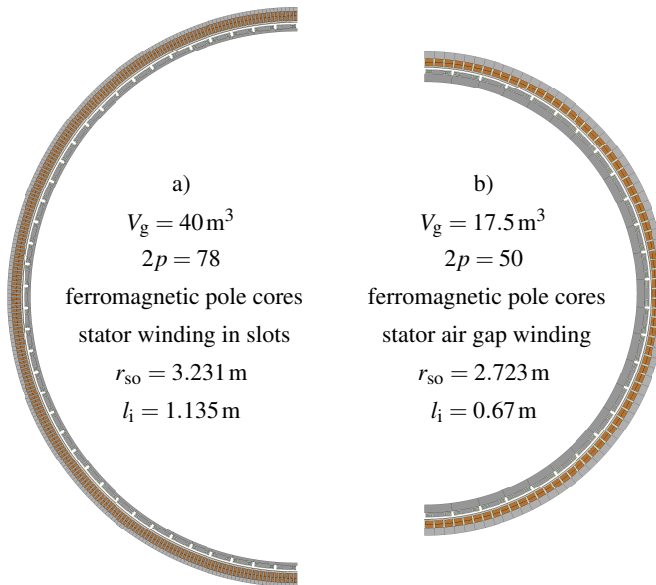 a)
V_g = 40 m³
2p = 78
ferromagnetic pole cores
stator winding in slots
r_so = 3.231 m
l_i = 1.135 m
b)
V_g = 17.5 m³
2p = 50
ferromagnetic pole cores
stator air gap winding
r_so = 2.723 m
l_i = 0.67 m